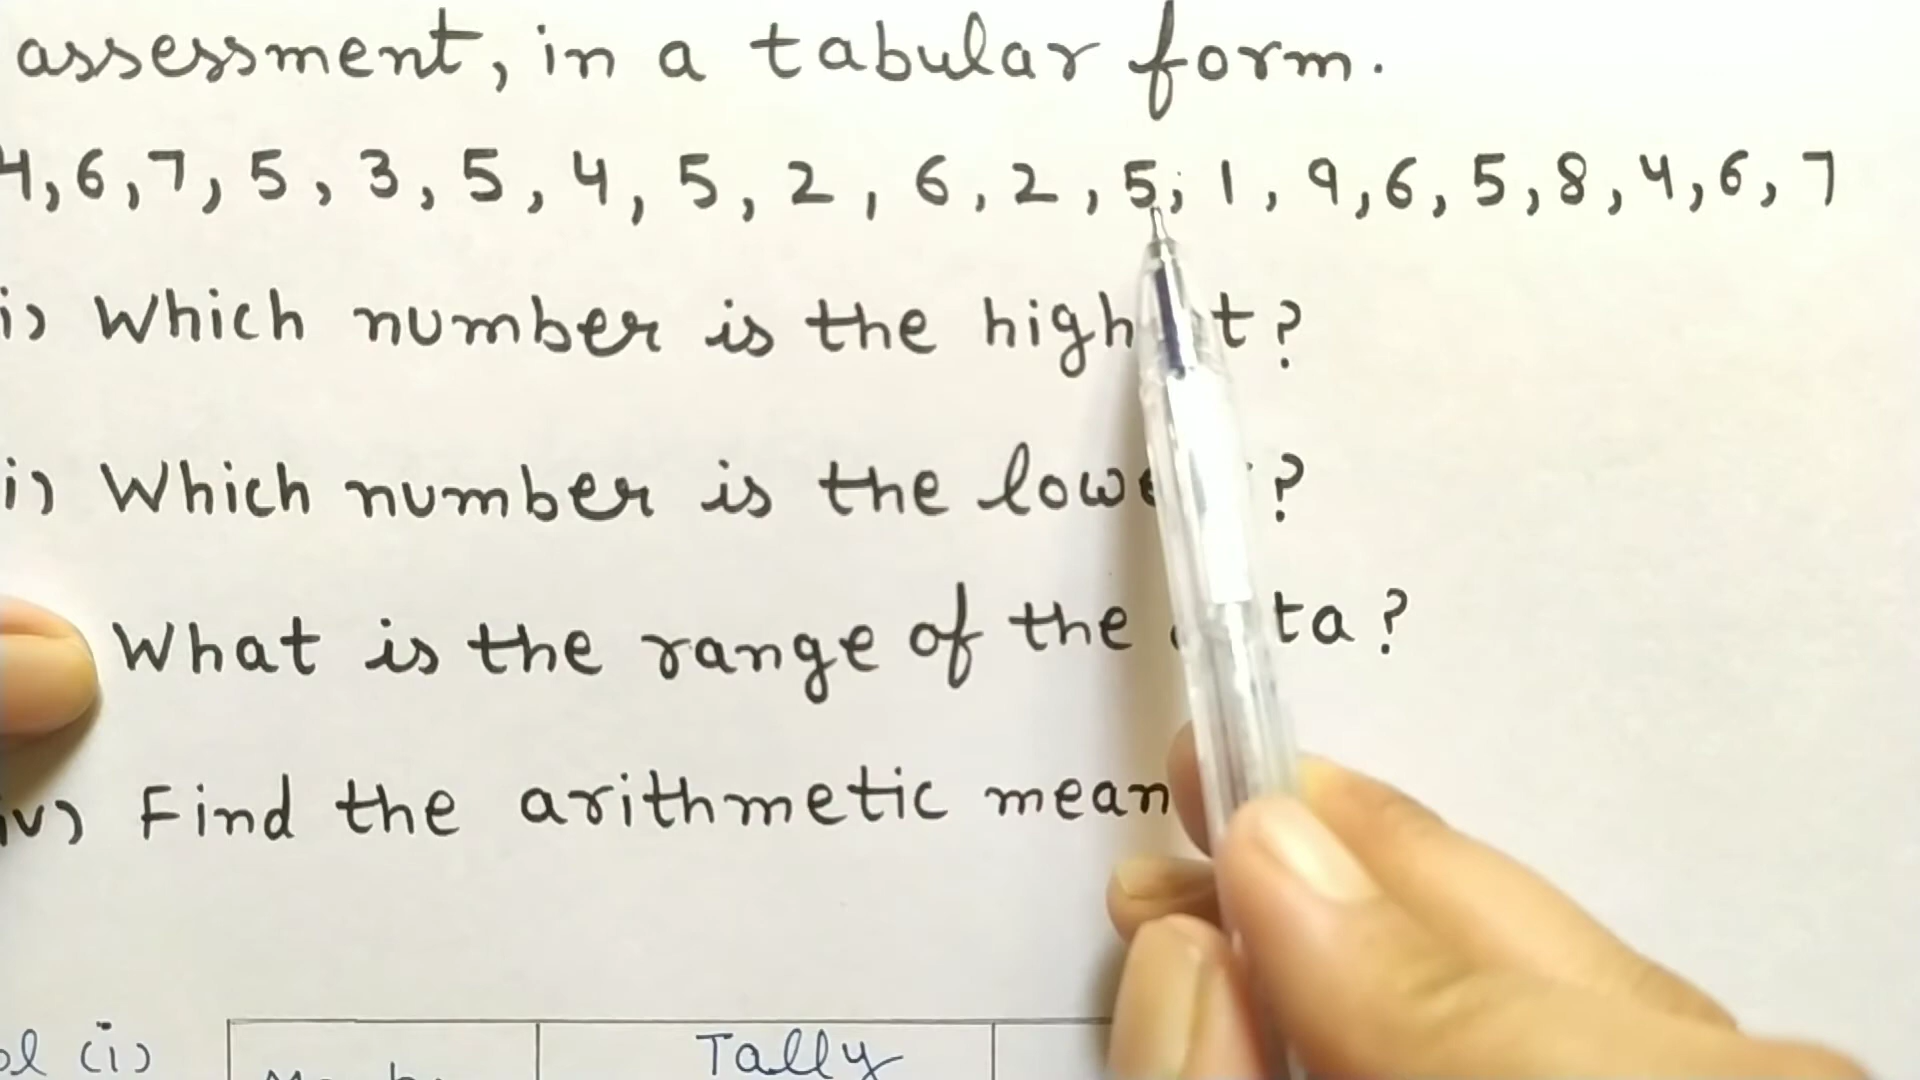 assessment, in a tabular form.
4, 6, 7, 5, 3, 5, 4, 5, 2, 6, 2, 5, 1, 9, 6, 5, 8, 4, 6, 7
i) Which number is the high t?
i) Which number is the lowe ?
What is the range of the ta?
iv) Find the arithmetic mean
(i)
Tally